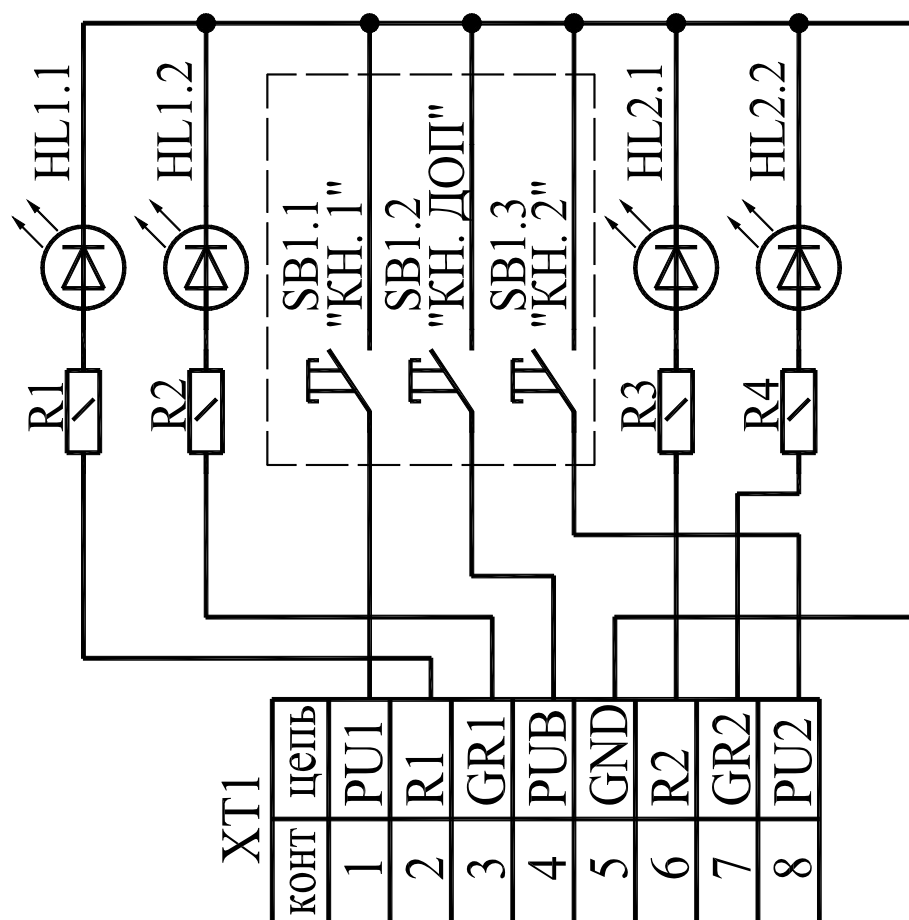 HL1.1
HL1.2
SB1.1
"КН. 1"
SB1.2
"КН. ДОП"
SB1.3
"КН. 2"
HL2.1
HL2.2
R1
R2
R3
R4
XT1
цепь
PU1
R1
GR1
PUB
GND
R2
GR2
PU2
конт
1
2
3
4
5
6
7
8